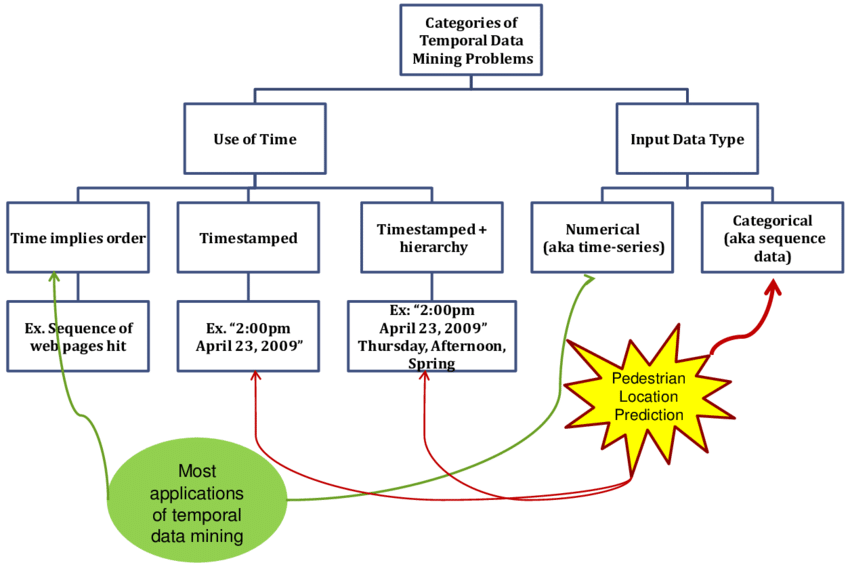 Categories of
Temporal Data
Mining Problems
Use of Time
Input Data Type
Time implies order
Timestamped
Timestamped +
hierarchy
Numerical
(aka time-series)
Categorical
(aka sequence
data)
Ex. Sequence of
web pages hit
Ex. “2:00pm
April 23, 2009”
Ex: “2:00pm
April 23, 2009”
Thursday, Afternoon,
Spring
Pedestrian
Location
Prediction
Most
applications
of temporal
data mining